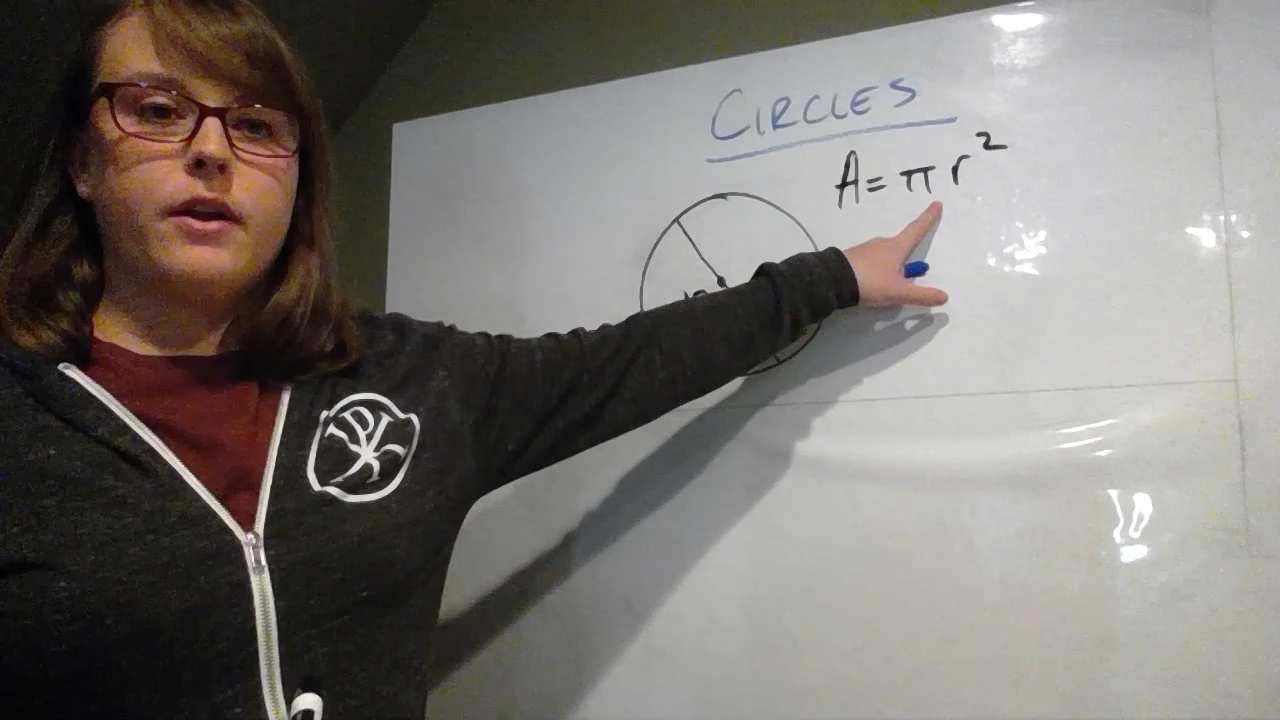 CIRCLES
A = πr²